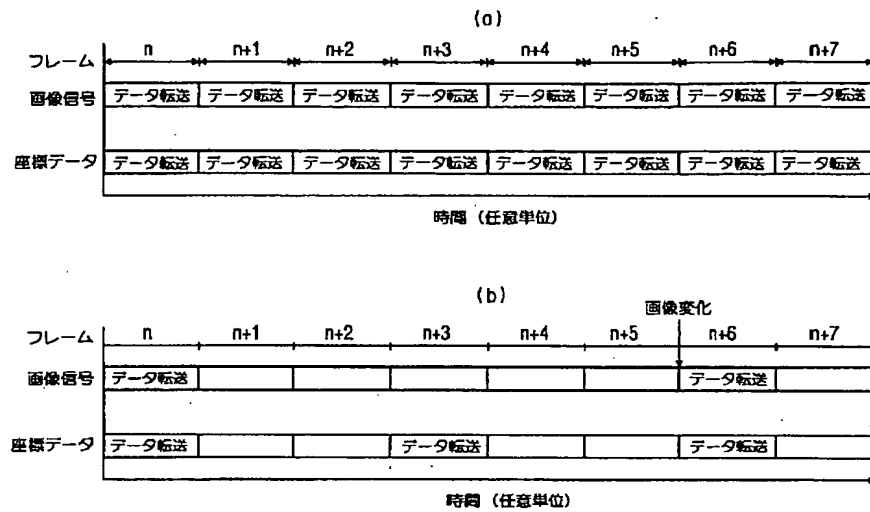 (a)
フレーム n n+1 n+2 n+3 n+4 n+5 n+6 n+7
画像信号 データ転送 データ転送 データ転送 データ転送 データ転送 データ転送 データ転送 データ転送
座標データ データ転送 データ転送 データ転送 データ転送 データ転送 データ転送 データ転送 データ転送
時間 (任意単位)
(b)
画像変化
フレーム n n+1 n+2 n+3 n+4 n+5 n+6 n+7
画像信号 データ転送 データ転送
座標データ データ転送 データ転送 データ転送
時間 (任意単位)